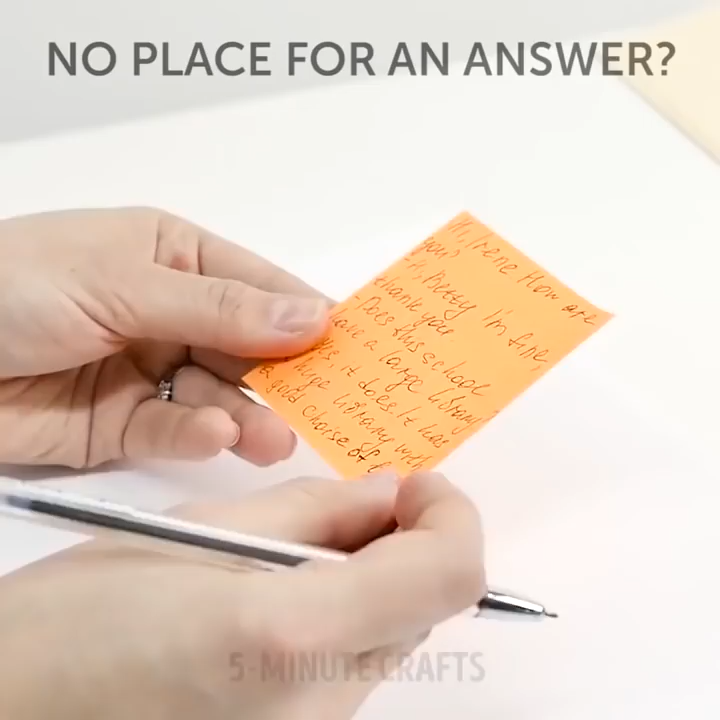 NO PLACE FOR AN ANSWER?
Hi, Irene How are
you?
-Hi, Betty I'm fine,
thank you.
-Does this school
have a large library?
-Yes, it does. It has
a huge library with
a good choise of
5-MINUTE CRAFTS